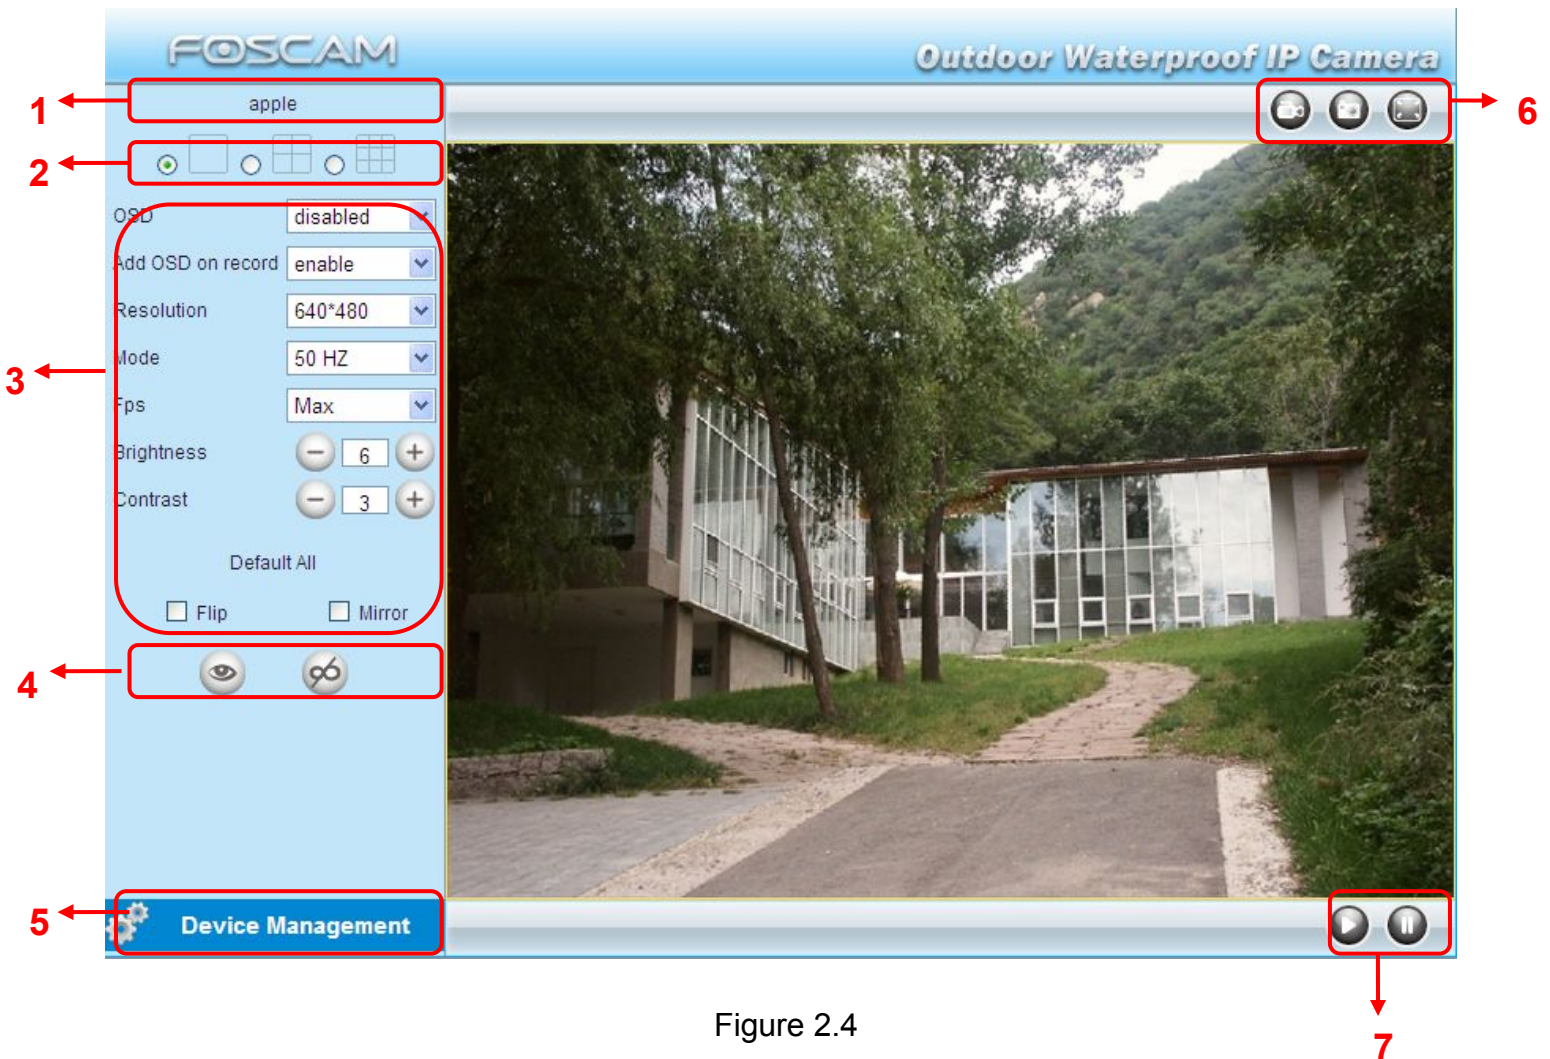 FOSCAM
Outdoor Waterproof IP Camera
1
apple
6
2
OSD disabled
Add OSD on record enable
Resolution 640*480
Mode 50 HZ
3
Fps Max
Brightness 6
Contrast 3
Default All
Flip Mirror
4
5
Device Management
Figure 2.4
7